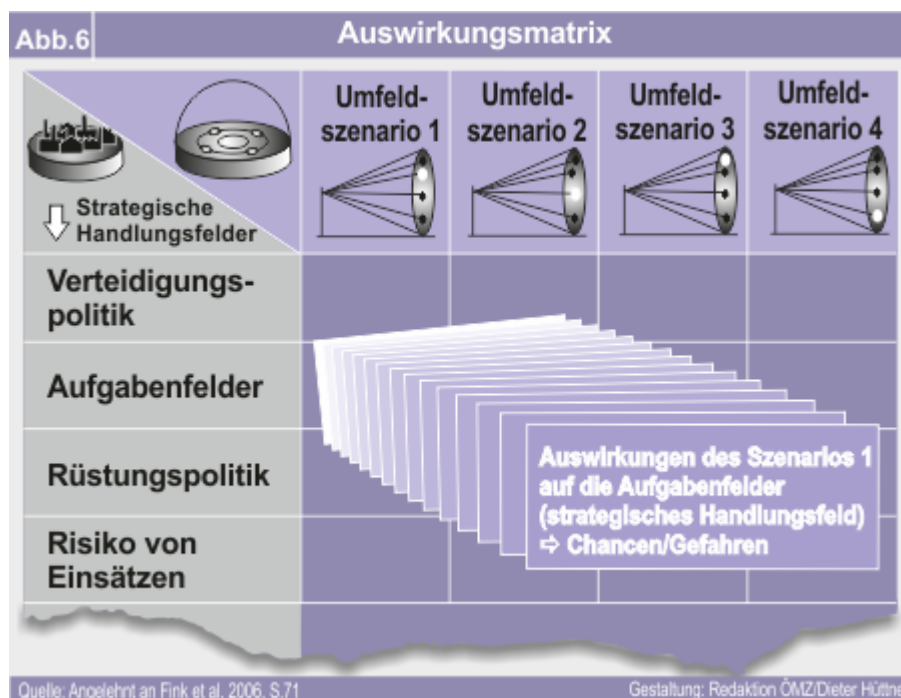 Abb.6
Auswirkungsmatrix
Umfeld-
szenario 1
Umfeld-
szenario 2
Umfeld-
szenario 3
Umfeld-
szenario 4
Strategische
Handlungsfelder
Verteidigungs-
politik
Aufgabenfelder
Rüstungspolitik
Risiko von
Einsätzen
Auswirkungen des Szenarios 1
auf die Aufgabenfelder
(strategisches Handlungsfeld)
⇨ Chancen/Gefahren
Quelle: Angelehnt an Fink et al. 2006, S.71
Gestaltung: Redaktion ÖMZ/Dieter Hüttne